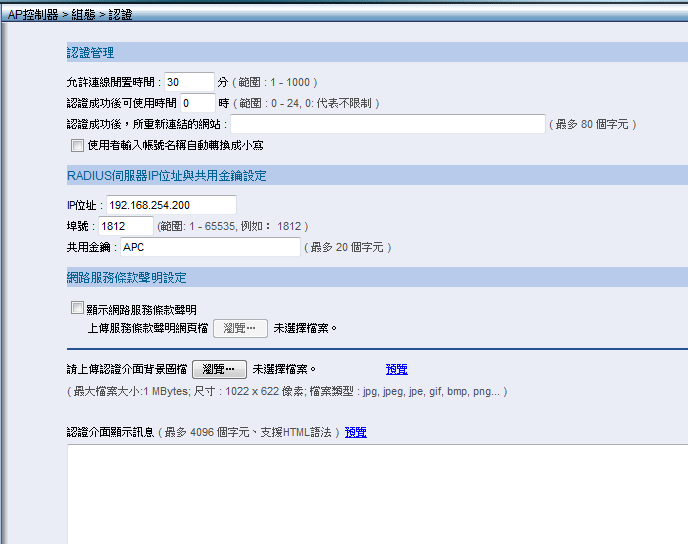 AP控制器 > 組態 > 認證
認證管理
允許連線閒置時間 : 30 分 ( 範圍 : 1 - 1000 )
認證成功後可使用時間 0 時 ( 範圍 : 0 - 24, 0: 代表不限制 )
認證成功後，所重新連結的網站 : ( 最多 80 個字元 )
使用者輸入帳號名稱自動轉換成小寫
RADIUS伺服器IP位址與共用金鑰設定
IP位址 : 192.168.254.200
埠號 : 1812 (範圍: 1 - 65535, 例如： 1812 )
共用金鑰 : APC ( 最多 20 個字元 )
網路服務條款聲明設定
顯示網路服務條款聲明
上傳服務條款聲明網頁檔 瀏覽… 未選擇檔案。
請上傳認證介面背景圖檔 瀏覽… 未選擇檔案。 預覽
( 最大檔案大小:1 MBytes; 尺寸 : 1022 x 622 像素; 檔案類型 : jpg, jpeg, jpe, gif, bmp, png... )
認證介面顯示訊息 ( 最多 4096 個字元、支援HTML語法 ) 預覽